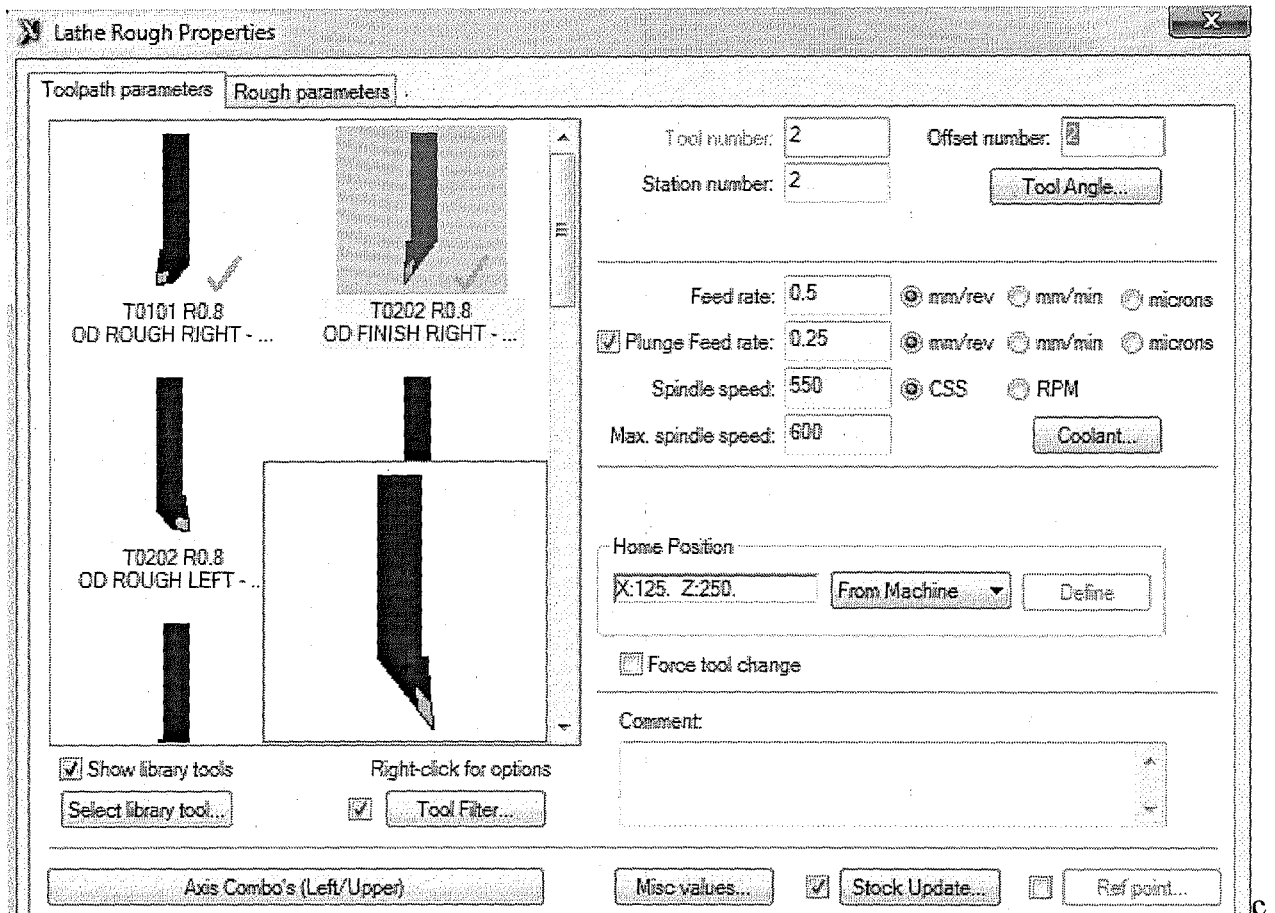 Lathe Rough Properties
Toolpath parameters Rough parameters
T0101 R0.8
OD ROUGH RIGHT - ...
T0202 R0.8
OD FINISH RIGHT - ...
T0202 R0.8
OD ROUGH LEFT - ..
Show library tools
Right-click for options
Select library tool...
Tool Filter...
Axis Combo's (Left/Upper)
Tool number: 2
Offset number: 2
Station number: 2
Tool Angle...
Feed rate: 0.5 mm/rev mm/min microns
Plunge Feed rate: 0.25 mm/rev mm/min microns
Spindle speed: 550 CSS RPM
Max. spindle speed: 600
Coolant...
Home Position
X:125. Z:250. From Machine Define
Force tool change
Comment:
Misc values... Stock Update... Ref point...
c